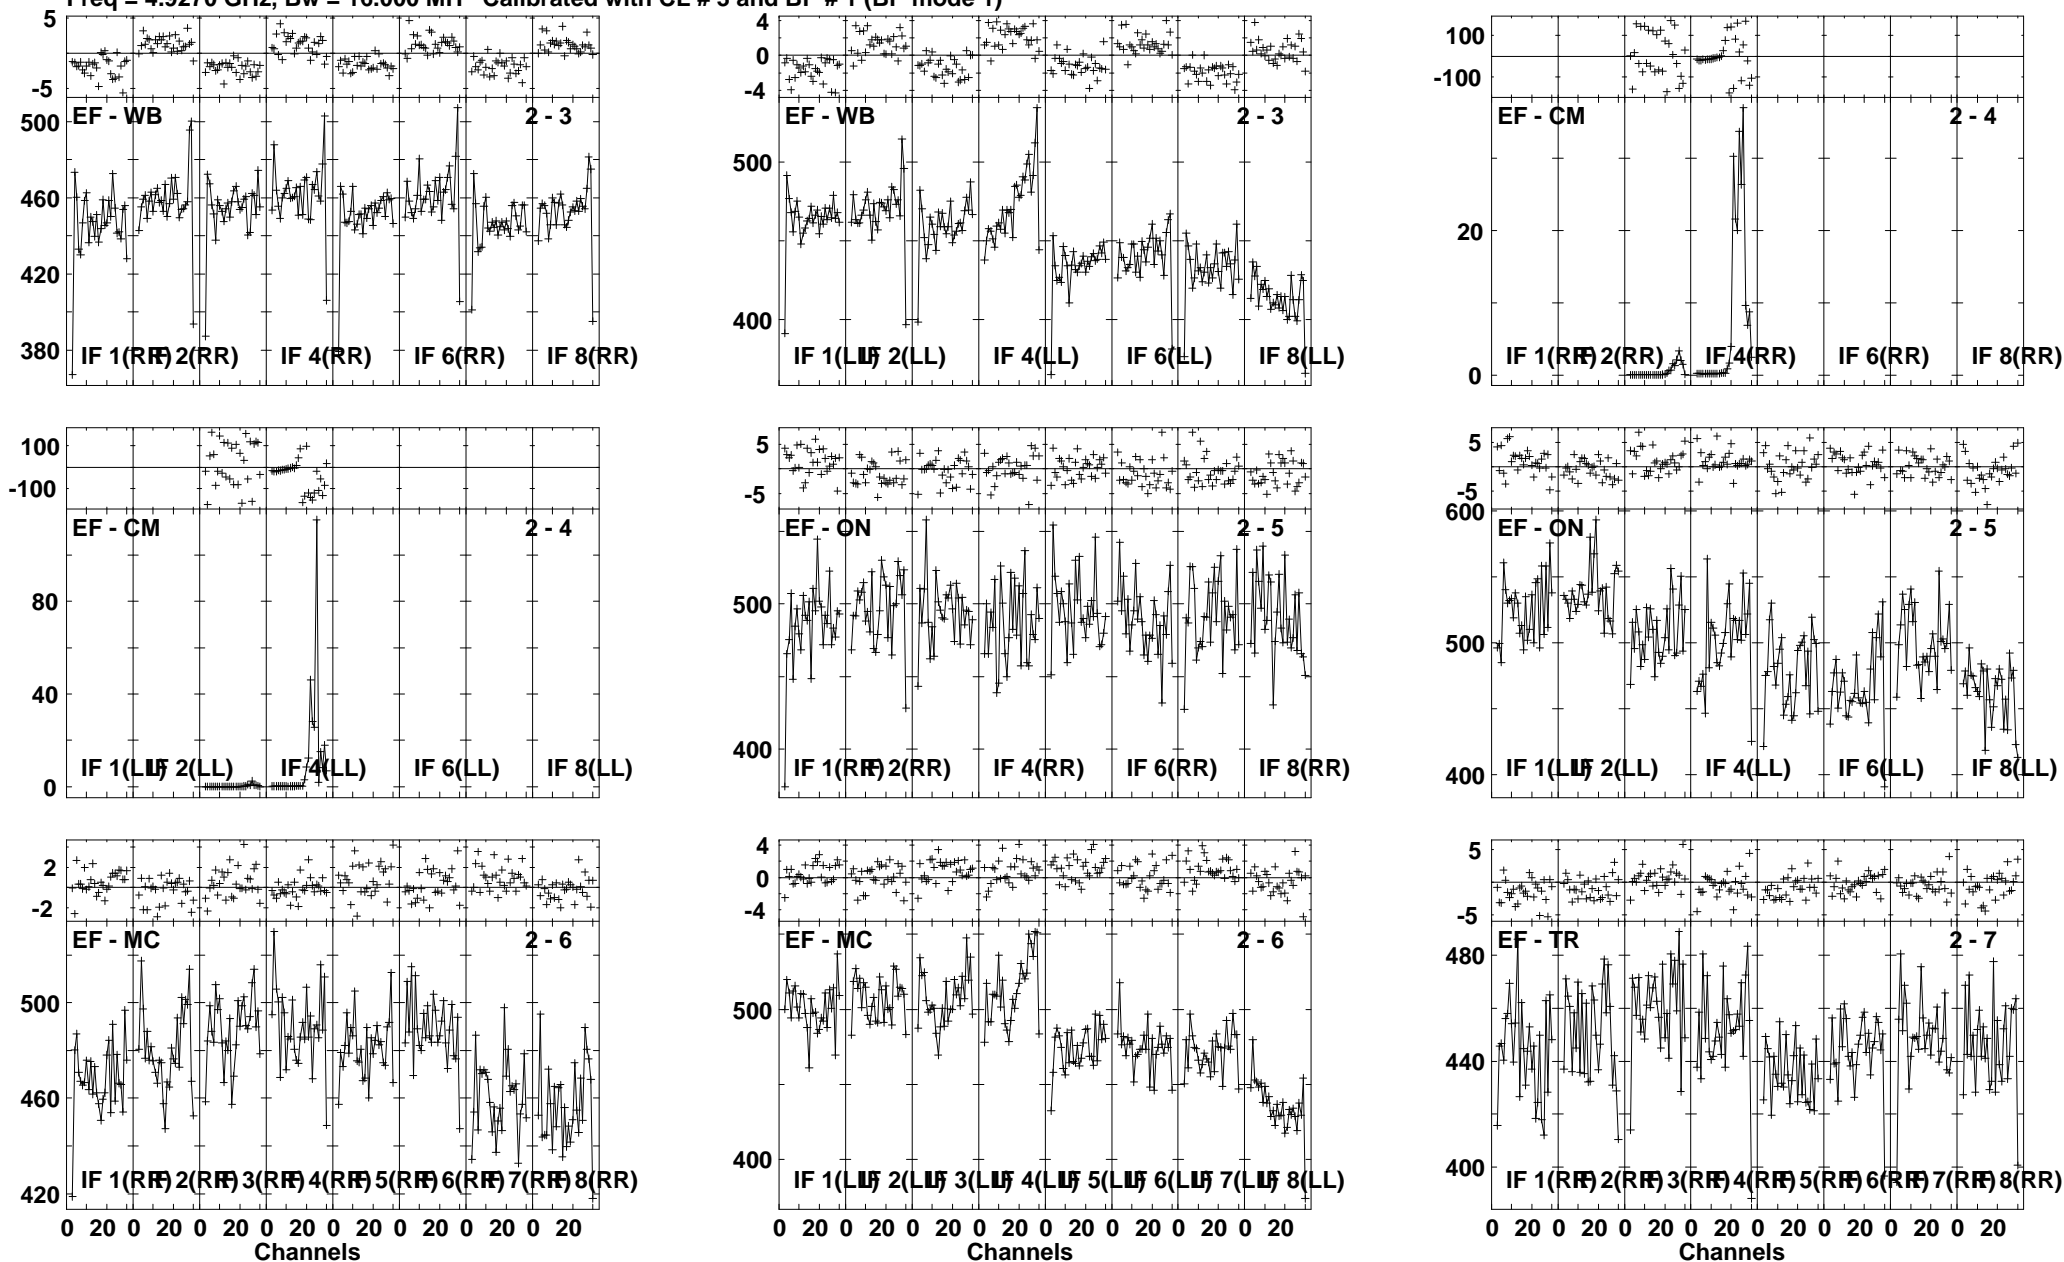 Freq = 4.9270 GHz, Bw = 16.000 MH Calibrated with CL # 3 and BP # 1 (BP mode 1)
5
-5
4
0
-4
100
-100
EF - WB 2 - 3
500
460
420
380
IF 1(RR) IF 2(RR) IF 4(RR) IF 6(RR) IF 8(RR)
EF - WB 2 - 3
500
400
IF 1(LL) IF 2(LL) IF 4(LL) IF 6(LL) IF 8(LL)
EF - CM 2 - 4
20
0
IF 1(RR) IF 2(RR) IF 4(RR) IF 6(RR) IF 8(RR)
100
-100
5
-5
5
-5
EF - CM 2 - 4
80
40
0
IF 1(LL) IF 2(LL) IF 4(LL) IF 6(LL) IF 8(LL)
EF - ON 2 - 5
500
400
IF 1(RR) IF 2(RR) IF 4(RR) IF 6(RR) IF 8(RR)
600
EF - ON 2 - 5
500
400
IF 1(LL) IF 2(LL) IF 4(LL) IF 6(LL) IF 8(LL)
2
-2
4
0
-4
5
-5
EF - MC 2 - 6
500
460
420
IF 1(RR) IF 2(RR) IF 3(RR) IF 4(RR) IF 5(RR) IF 6(RR) IF 7(RR) IF 8(RR)
0 20 0 20 0 20 0 20 0 20 0 20 0 20 0 20
Channels
EF - MC 2 - 6
500
400
IF 1(LL) IF 2(LL) IF 3(LL) IF 4(LL) IF 5(LL) IF 6(LL) IF 7(LL) IF 8(LL)
0 20 0 20 0 20 0 20 0 20 0 20 0 20 0 20
Channels
EF - TR 2 - 7
480
440
400
IF 1(RR) IF 2(RR) IF 3(RR) IF 4(RR) IF 5(RR) IF 6(RR) IF 7(RR) IF 8(RR)
0 20 0 20 0 20 0 20 0 20 0 20 0 20 0 20
Channels